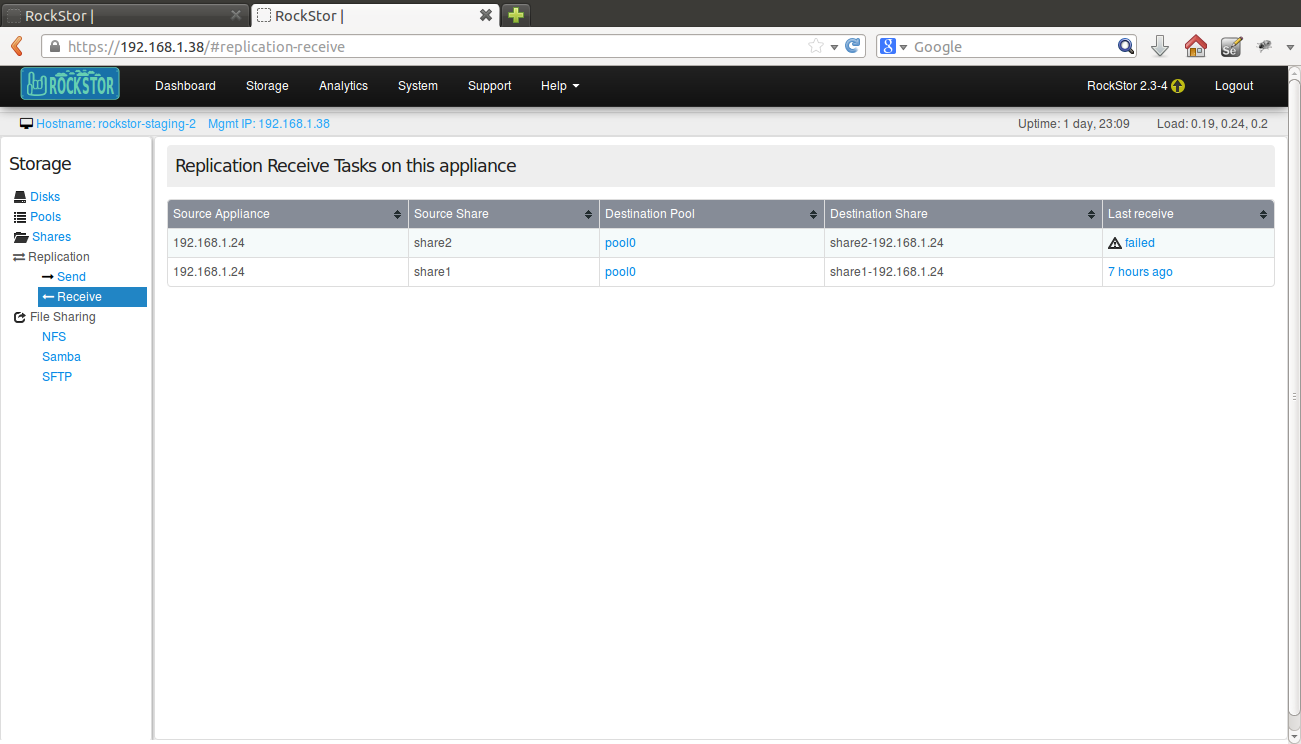 RockStor |
RockStor |
https://192.168.1.38/#replication-receive
Google
ROCKSTOR
Dashboard Storage Analytics System Support Help RockStor 2.3-4 Logout
Hostname: rockstor-staging-2 Mgmt IP: 192.168.1.38 Uptime: 1 day, 23:09 Load: 0.19, 0.24, 0.2
Storage
Disks
Pools
Shares
Replication
Send
Receive
File Sharing
NFS
Samba
SFTP
Replication Receive Tasks on this appliance
Source Appliance Source Share Destination Pool Destination Share Last receive
192.168.1.24 share2 pool0 share2-192.168.1.24 failed
192.168.1.24 share1 pool0 share1-192.168.1.24 7 hours ago
8
Se